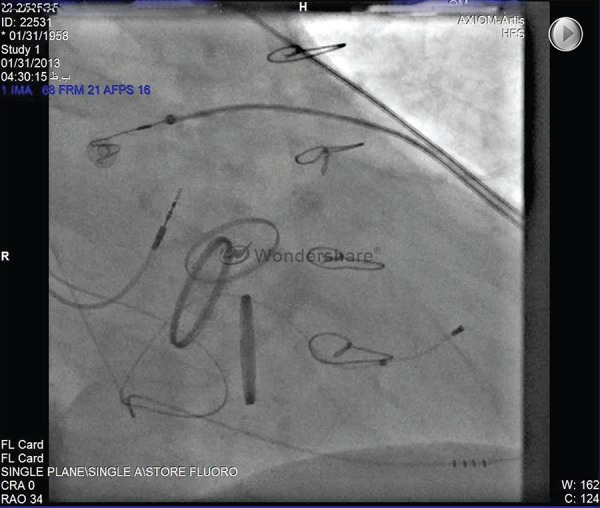 H
ID: 22531
* 01/31/1958
Study 1
01/31/2013
04:30:15 ب ظ
1 IMA 68 FRM 21 AFPS 16
AXIOM-Artis
HFS
R
Wondershare®
FL Card
FL Card
SINGLE PLANE\SINGLE A\STORE FLUORO
CRA 0
RAO 34
W: 162
C: 124